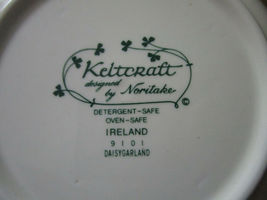 Keltcraft
designed
by Noritake
©
DETERGENT-SAFE
OVEN-SAFE
IRELAND
9101
DAISYGARLAND